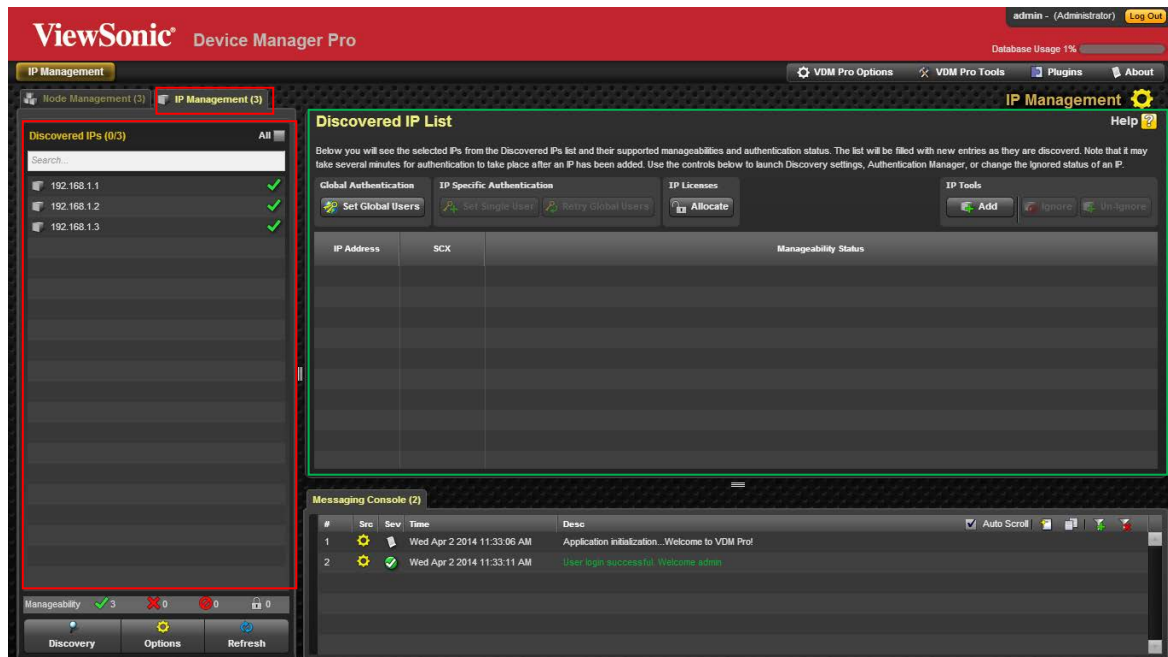 admin - (Administrator) Log Out
ViewSonic® Device Manager Pro
Database Usage 1%
IP Management
VDM Pro Options VDM Pro Tools Plugins About
Node Management (3) IP Management (3)
IP Management
Discovered IPs (0/3) All
Search...
192.168.1.1
192.168.1.2
192.168.1.3
Manageability 3 0 0 0
Discovery Options Refresh
Discovered IP List
Help
Below you will see the selected IPs from the Discovered IPs list and their supported manageabilities and authentication status. The list will be filled with new entries as they are discoverd. Note that it may
take several minutes for authentication to take place after an IP has been added. Use the controls below to launch Discovery settings, Authentication Manager, or change the Ignored status of an IP.
Global Authentication IP Specific Authentication IP Licenses IP Tools
Set Global Users Set Single User Retry Global Users Allocate Add Ignore Un-Ignore
IP Address SCX Manageability Status
Messaging Console (2)
# Src Sev Time Desc Auto Scroll
1 Wed Apr 2 2014 11:33:06 AM Application initialization...Welcome to VDM Pro!
2 Wed Apr 2 2014 11:33:11 AM User login successful. Welcome admin